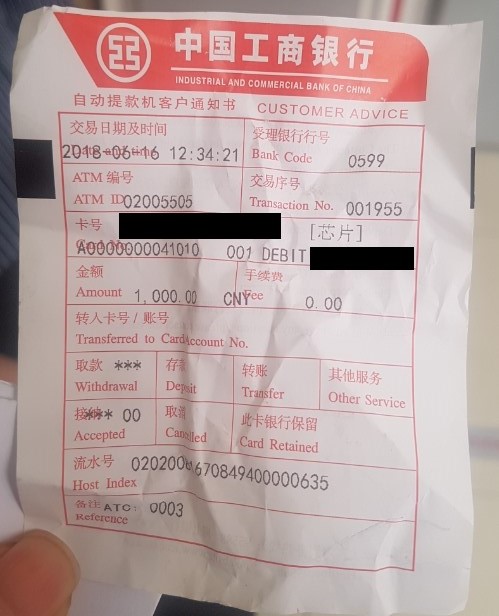 中国工商银行
INDUSTRIAL AND COMMERCIAL BANK OF CHINA
自动提款机客户通知书 CUSTOMER ADVICE
交易日期及时间 受理银行行号
Date and time Bank Code 0599
2018-06-16 12:34:21
ATM 编号 交易序号
ATM ID 02005505 Transaction No. 001955
卡号 [芯片]
Card No.
A0000000041010 001 DEBIT
金额 手续费
Amount 1,000.00 CNY Fee 0.00
转入卡号 / 账号
Transferred to Card Account No.
取款 *** 存款 转账 其他服务
Withdrawal Deposit Transfer Other Service
接纳 *** 00 取消 此卡银行保留
Accepted Cancelled Card Retained
流水号
Host Index 670849400000635
备注 ATC: 0003
Reference